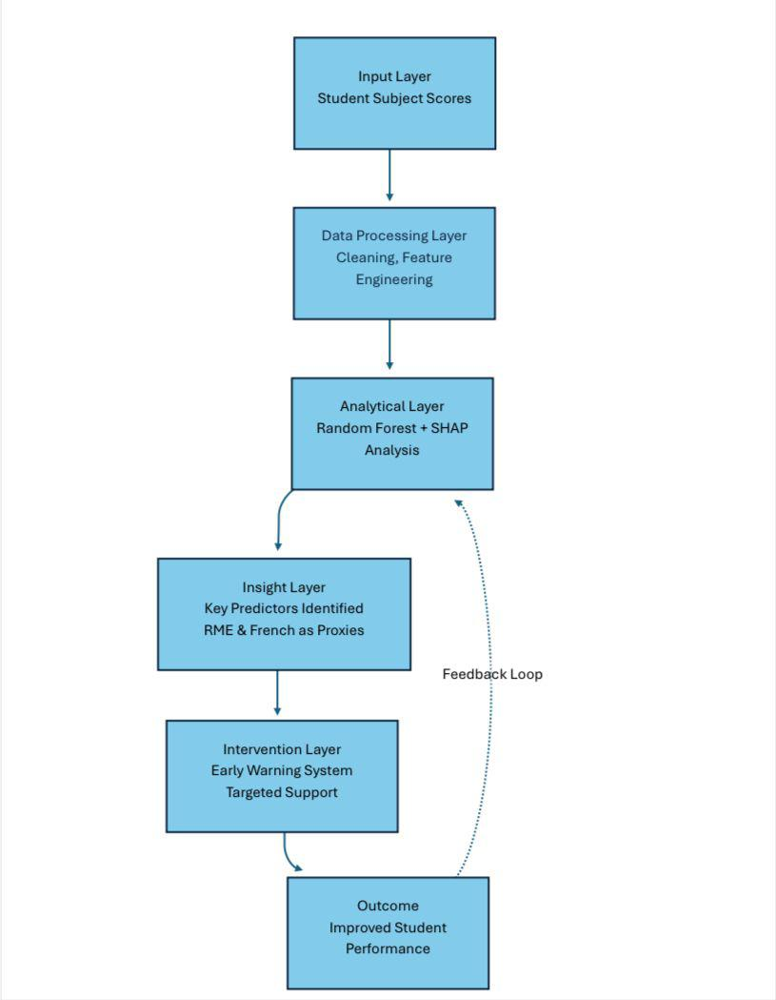 Input Layer
Student Subject Scores
Data Processing Layer
Cleaning, Feature
Engineering
Analytical Layer
Random Forest + SHAP
Analysis
Insight Layer
Key Predictors Identified
RME & French as Proxies
Feedback Loop
Intervention Layer
Early Warning System
Targeted Support
Outcome
Improved Student
Performance